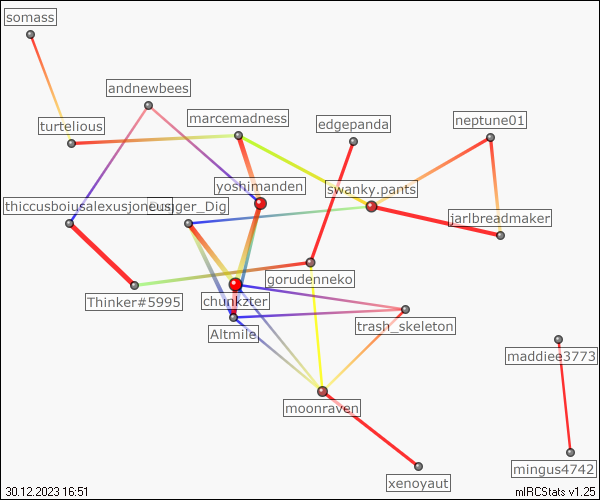 somass
andnewbees
turtelious
marcemadness
edgepanda
neptune01
yoshimanden
swanky.pants
thiccusboiusalexusjoneus
jarlbreadmaker
gorudenneko
Thinker#5995
chunkzter
Altmile
trash_skeleton
maddiee3773
moonraven
xenoyaut
mingus4742
30.12.2023 16:51
mIRCStats v1.25